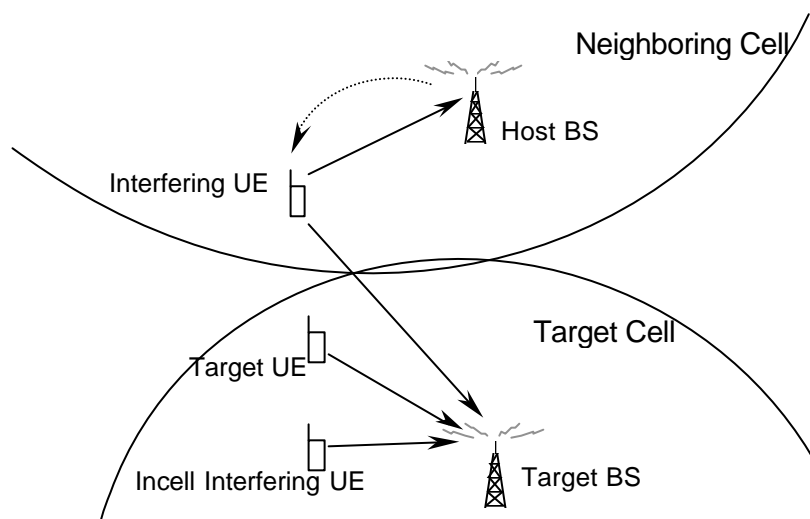 Neighboring Cell
Host BS
Interfering UE
Target Cell
Target UE
Incell Interfering UE
Target BS